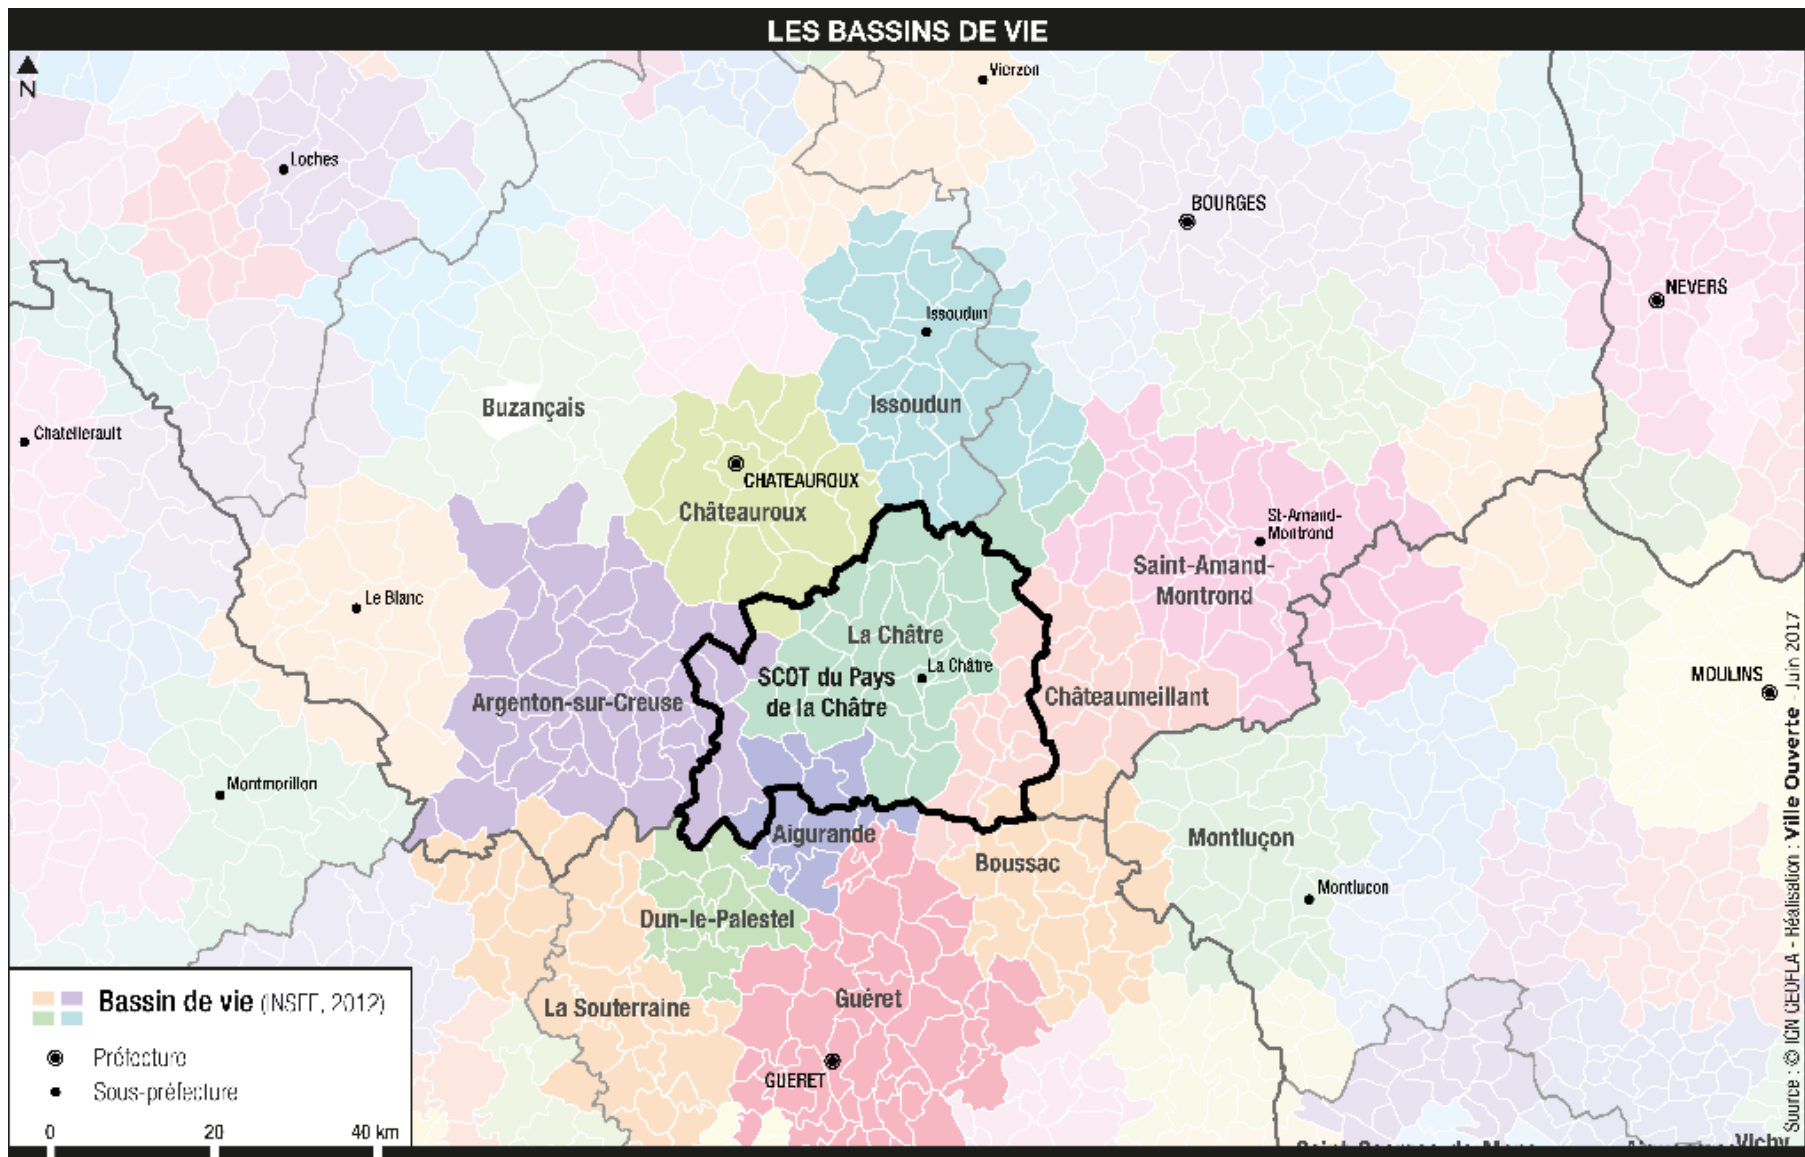 LES BASSINS DE VIE
N
Vierzon
Loches
BOURGES
NEVERS
Issoudun
Issoudun
Buzançais
Chatellerault
CHATEAUROUX
Châteauroux
St-Amand-
Montrond
Saint-Amand-
Montrond
Le Blanc
La Châtre
La Châtre
SCOT du Pays
de la Châtre
MOULINS
Argenton-sur-Creuse
Châteaumeillant
Montmorillon
Aigurande
Boussac
Montluçon
Montlucon
Dun-le-Palestel
La Souterraine
Guéret
GUERET
Bassin de vie (INSEE, 2012)
Préfecture
Sous-préfecture
0 20 40 km
Vichy
Source : © IGN GEOFLA - Réalisation : Ville Ouverte - Juin 2017